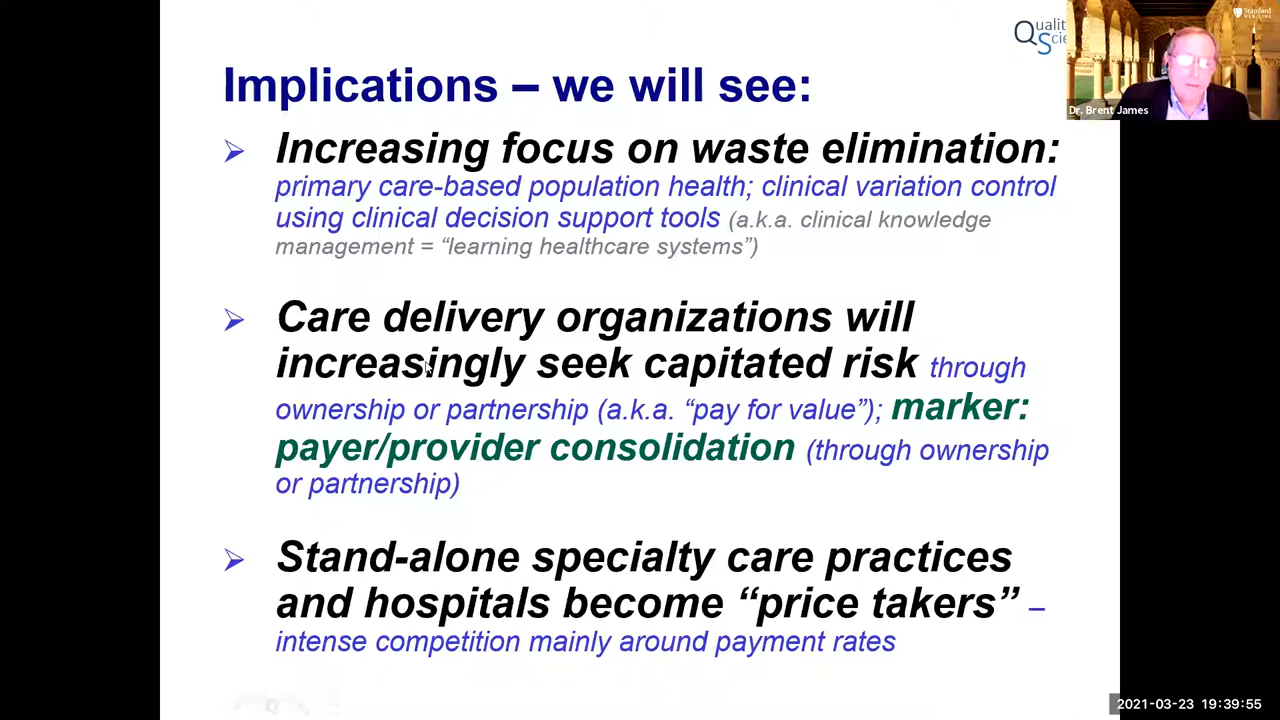 Quality
Implications – we will see:
Increasing focus on waste elimination:
primary care-based population health; clinical variation control
using clinical decision support tools (a.k.a. clinical knowledge
management = “learning healthcare systems”)
Care delivery organizations will
increasingly seek capitated risk through
ownership or partnership (a.k.a. “pay for value”); marker:
payer/provider consolidation (through ownership
or partnership)
Stand-alone specialty care practices
and hospitals become “price takers” –
intense competition mainly around payment rates
Stanford
MEDICINE
Dr. Brent James
2021-03-23 19:39:55